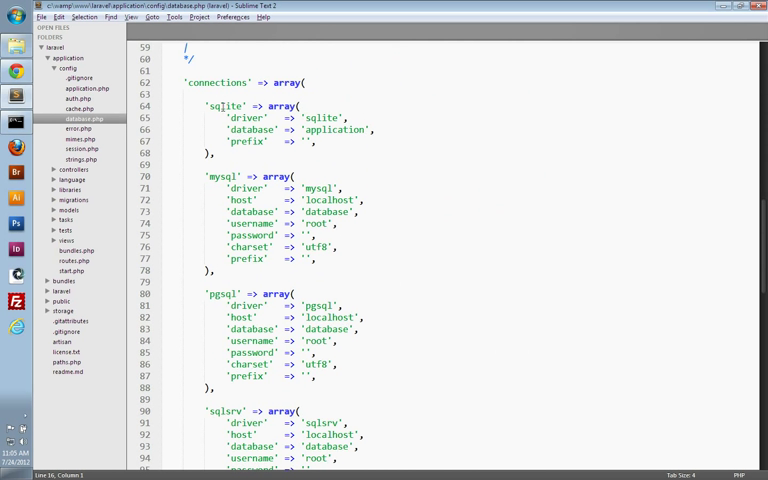 c:\wamp\www\laravel\application\config\database.php (laravel) - Sublime Text 2
File Edit Selection Find View Goto Tools Project Preferences Help
OPEN FILES
FOLDERS
laravel
application
config
.gitignore
application.php
auth.php
cache.php
database.php
error.php
mimes.php
session.php
strings.php
controllers
language
libraries
migrations
models
tasks
tests
views
bundles.php
routes.php
start.php
bundles
laravel
public
storage
.gitattributes
.gitignore
artisan
license.txt
paths.php
readme.md
59 |
60 */
61
62 'connections' => array(
63
64 'sqlite' => array(
65 'driver' => 'sqlite',
66 'database' => 'application',
67 'prefix' => '',
68 ),
69
70 'mysql' => array(
71 'driver' => 'mysql',
72 'host' => 'localhost',
73 'database' => 'database',
74 'username' => 'root',
75 'password' => '',
76 'charset' => 'utf8',
77 'prefix' => '',
78 ),
79
80 'pgsql' => array(
81 'driver' => 'pgsql',
82 'host' => 'localhost',
83 'database' => 'database',
84 'username' => 'root',
85 'password' => '',
86 'charset' => 'utf8',
87 'prefix' => '',
88 ),
89
90 'sqlsrv' => array(
91 'driver' => 'sqlsrv',
92 'host' => 'localhost',
93 'database' => 'database',
94 'username' => 'root',
Br
Ai
Ps
Id
Fz
11:05 AM
7/24/2012
Line 16, Column 1
Tab Size: 4
PHP